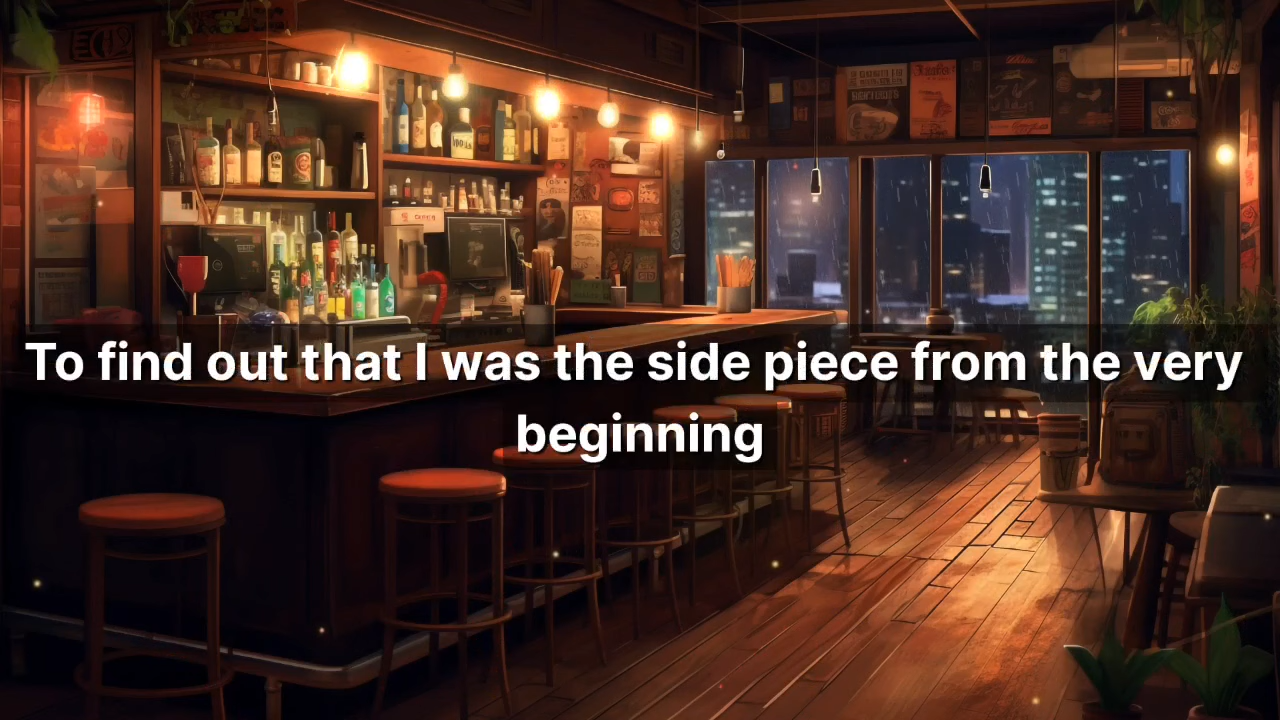 To find out that I was the side piece from the very
beginning